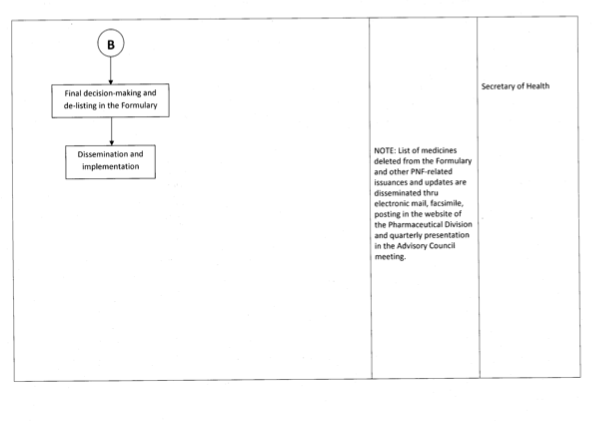 B
Final decision-making and
de-listing in the Formulary
Dissemination and
implementation
NOTE: List of medicines
deleted from the Formulary
and other PNF-related
issuances and updates are
disseminated thru
electronic mail, facsimile,
posting in the website of
the Pharmaceutical Division
and quarterly presentation
in the Advisory Council
meeting.
Secretary of Health